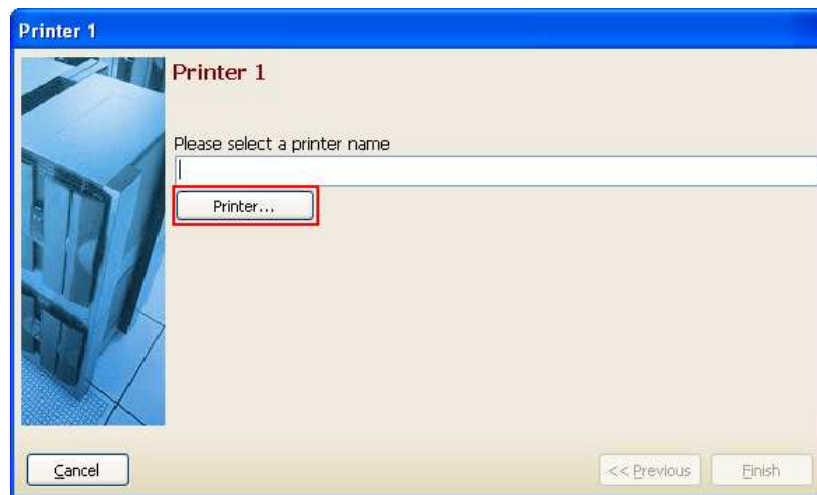 Printer 1
Printer 1
Please select a printer name
Printer...
Cancel
<< Previous
Finish